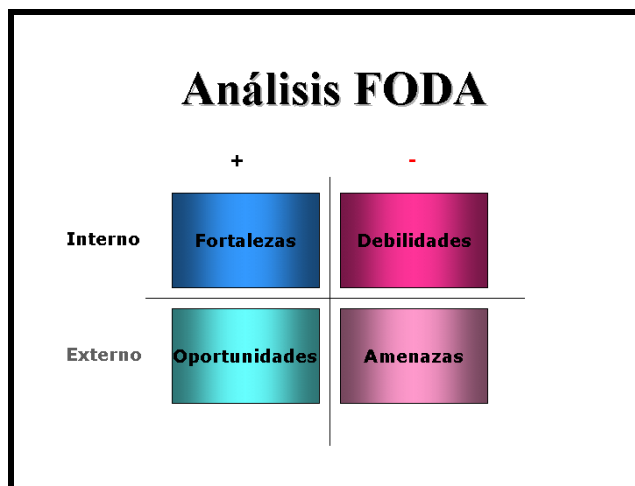 Análisis FODA
+ -
Interno Fortalezas Debilidades
Externo Oportunidades Amenazas